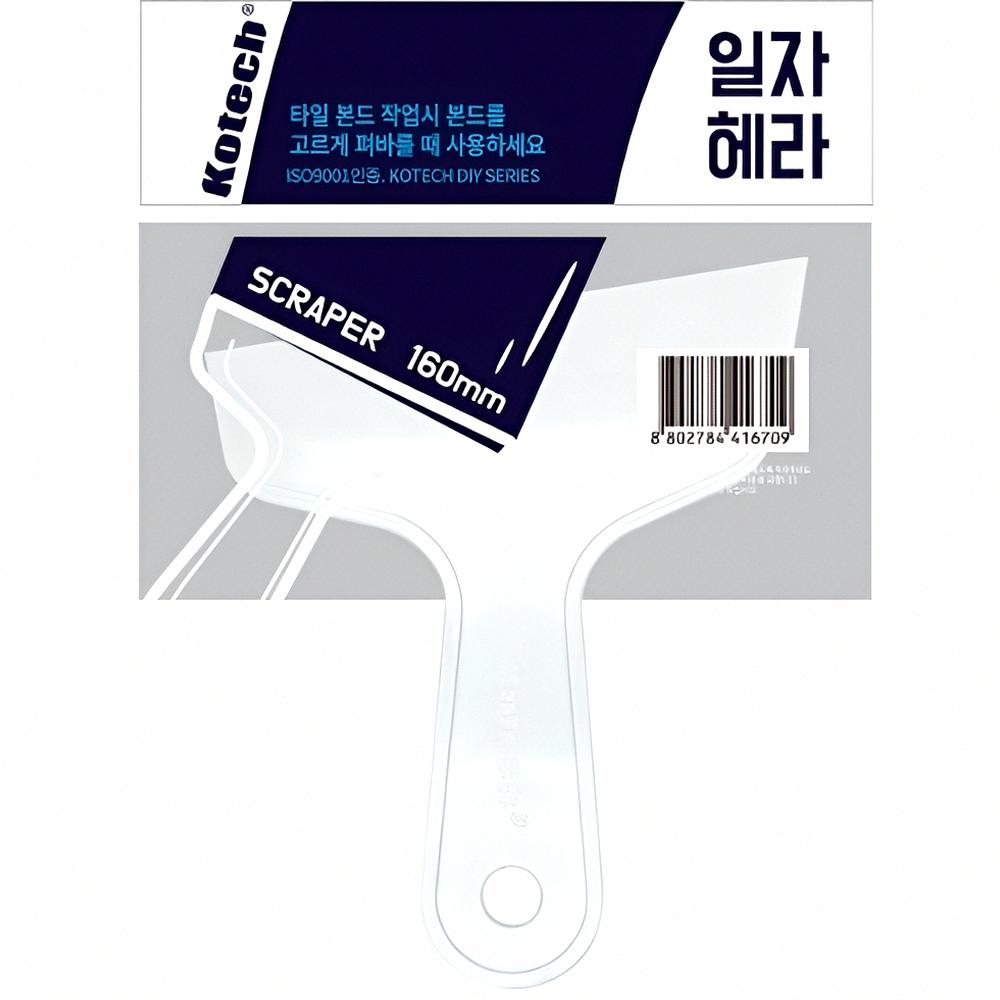 Kotech®
타일 본드 작업시 본드를
고르게 펴바를 때 사용하세요
ISO9001인증. KOTECH DIY SERIES
일자
헤라
SCRAPER 160mm
8 802784 416709